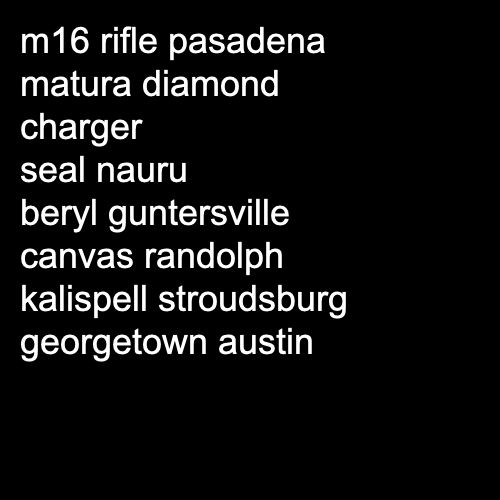 m16 rifle pasadena
matura diamond
charger
seal nauru
beryl guntersville
canvas randolph
kalispell stroudsburg
georgetown austin